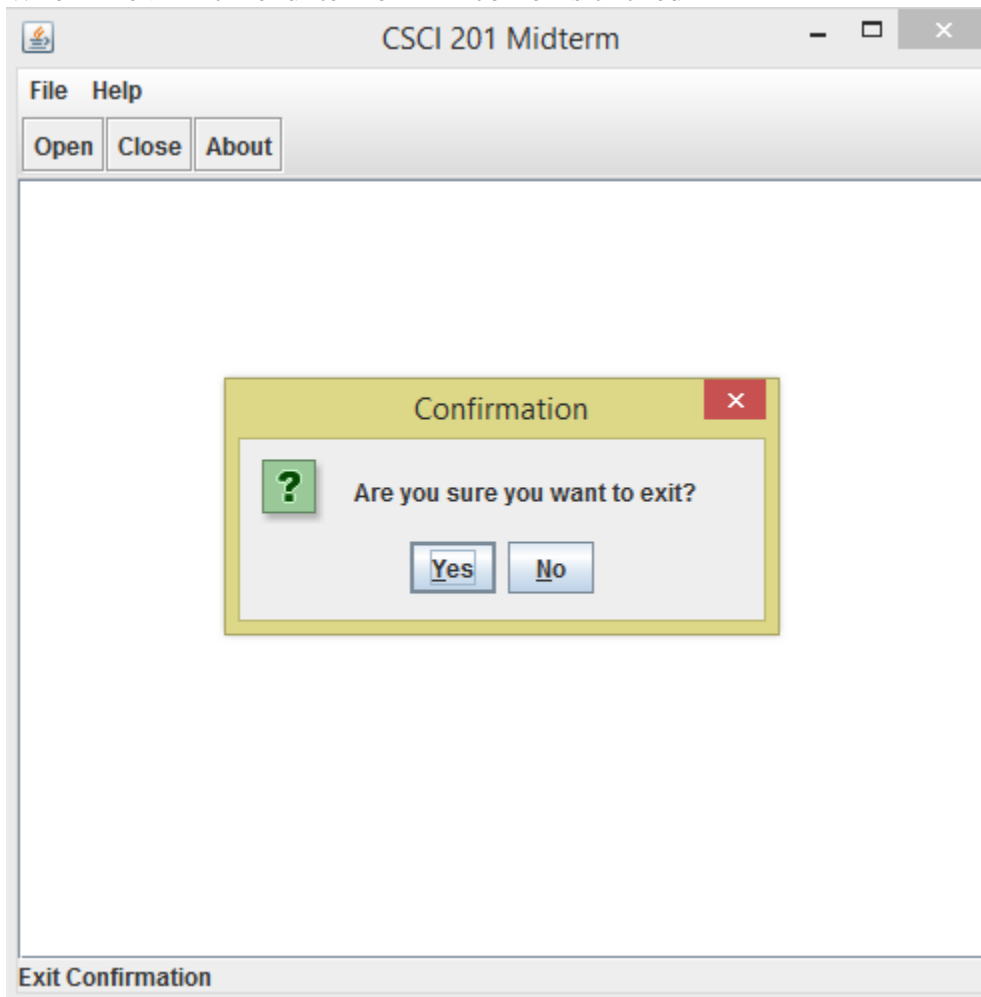 CSCI 201 Midterm
File Help
Open Close About
Confirmation
Are you sure you want to exit?
Yes No
Exit Confirmation